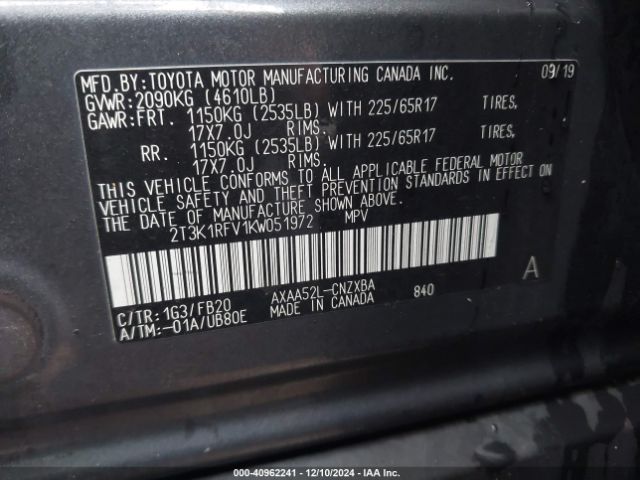 MFD.BY:TOYOTA MOTOR MANUFACTURING CANADA INC. 09/19
GVWR:2090KG (4610LB)
GAWR:FRT. 1150KG (2535LB) WITH 225/65R17 TIRES,
17X7.0J RIMS.
RR. 1150KG (2535LB) WITH 225/65R17 TIRES,
17X7.0J RIMS.
THIS VEHICLE CONFORMS TO ALL APPLICABLE FEDERAL MOTOR
VEHICLE SAFETY AND THEFT PREVENTION STANDARDS IN EFFECT ON
THE DATE OF MANUFACTURE SHOWN ABOVE.
2T3K1RFV1KW051972 MPV
C/TR:1G3/FB20 AXAA52L-CNZXBA 840 A
A/TM:-01A/UB80E MADE IN CANADA
000-40962241 - 12/10/2024 - IAA Inc.